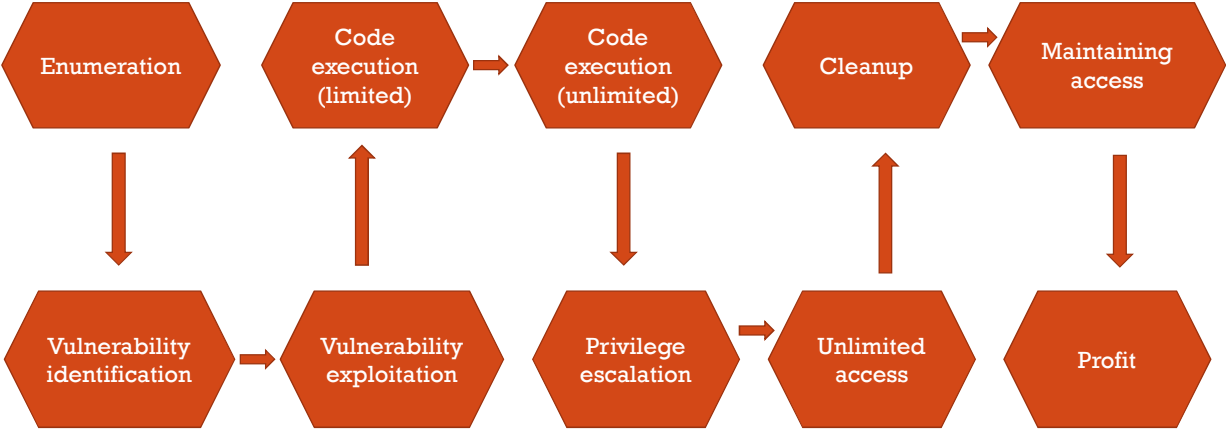 Enumeration
Vulnerability
identification
Vulnerability
exploitation
Code
execution
(limited)
Code
execution
(unlimited)
Privilege
escalation
Unlimited
access
Cleanup
Maintaining
access
Profit